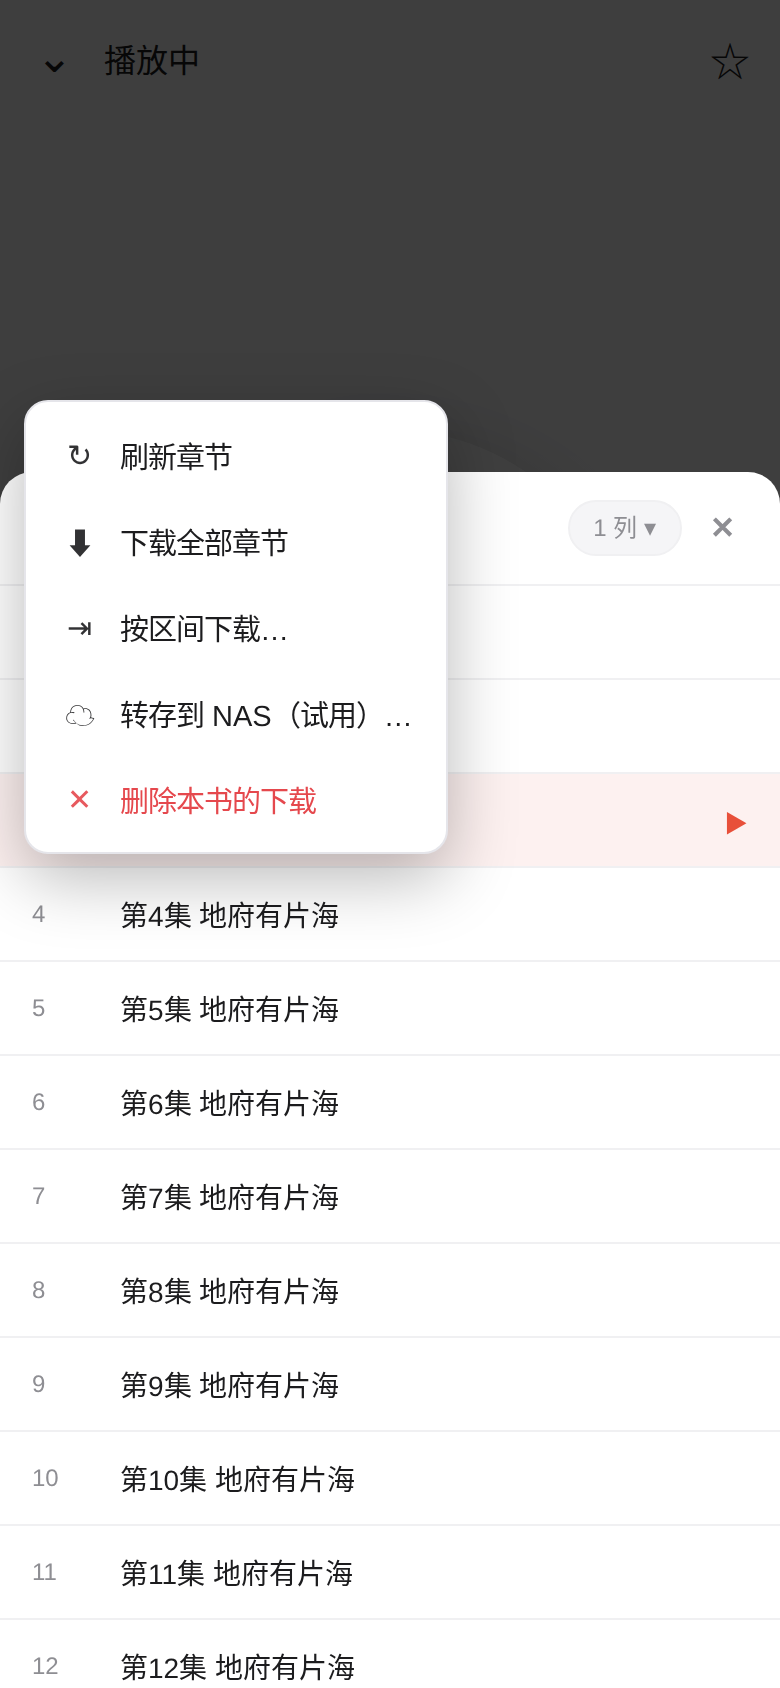 播放中
1 列 ▾
刷新章节
下载全部章节
按区间下载…
转存到 NAS（试用）…
删除本书的下载
4 第4集 地府有片海
5 第5集 地府有片海
6 第6集 地府有片海
7 第7集 地府有片海
8 第8集 地府有片海
9 第9集 地府有片海
10 第10集 地府有片海
11 第11集 地府有片海
12 第12集 地府有片海